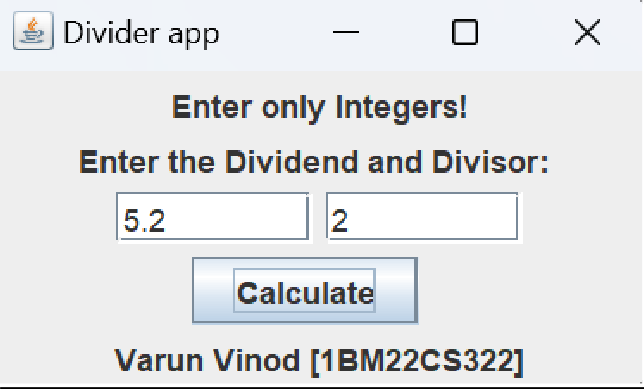 Divider app
Enter only Integers!
Enter the Dividend and Divisor:
5.2 2
Calculate
Varun Vinod [1BM22CS322]